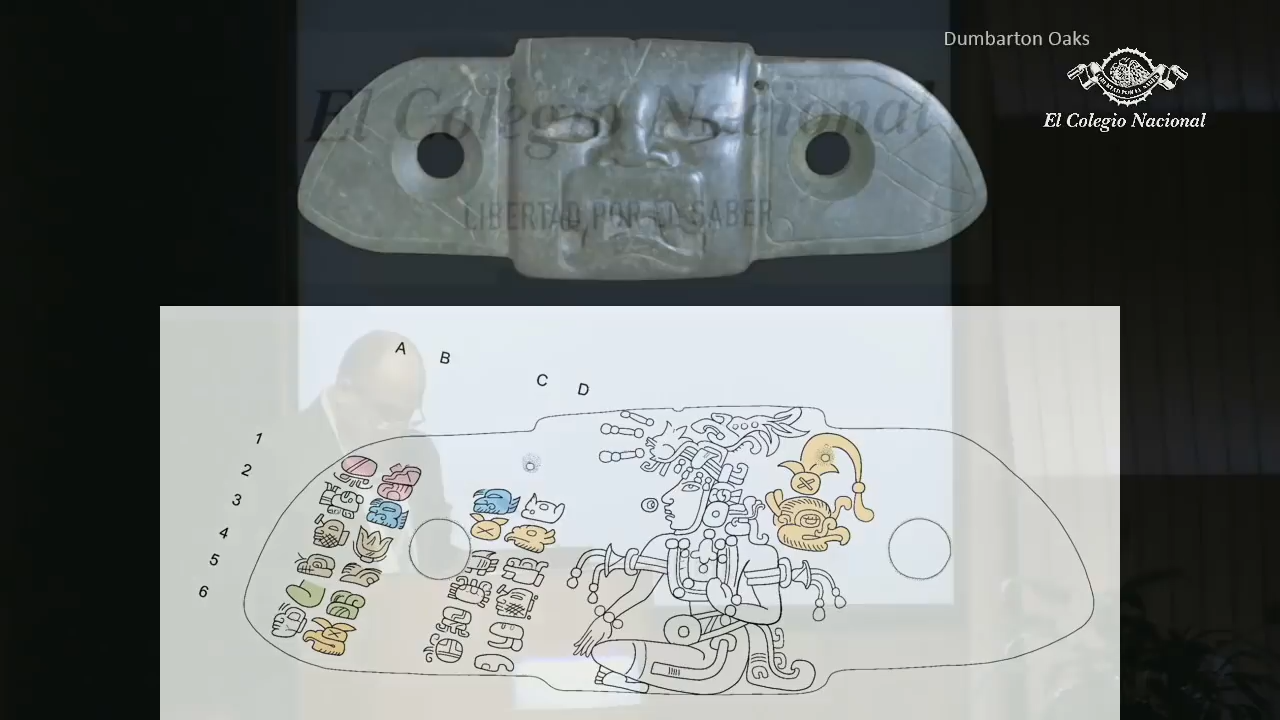 Dumbarton Oaks
El Colegio Nacional
El Colegio Nacional
LIBERTAD POR EL SABER
A
B
C
D
1
2
3
4
5
6